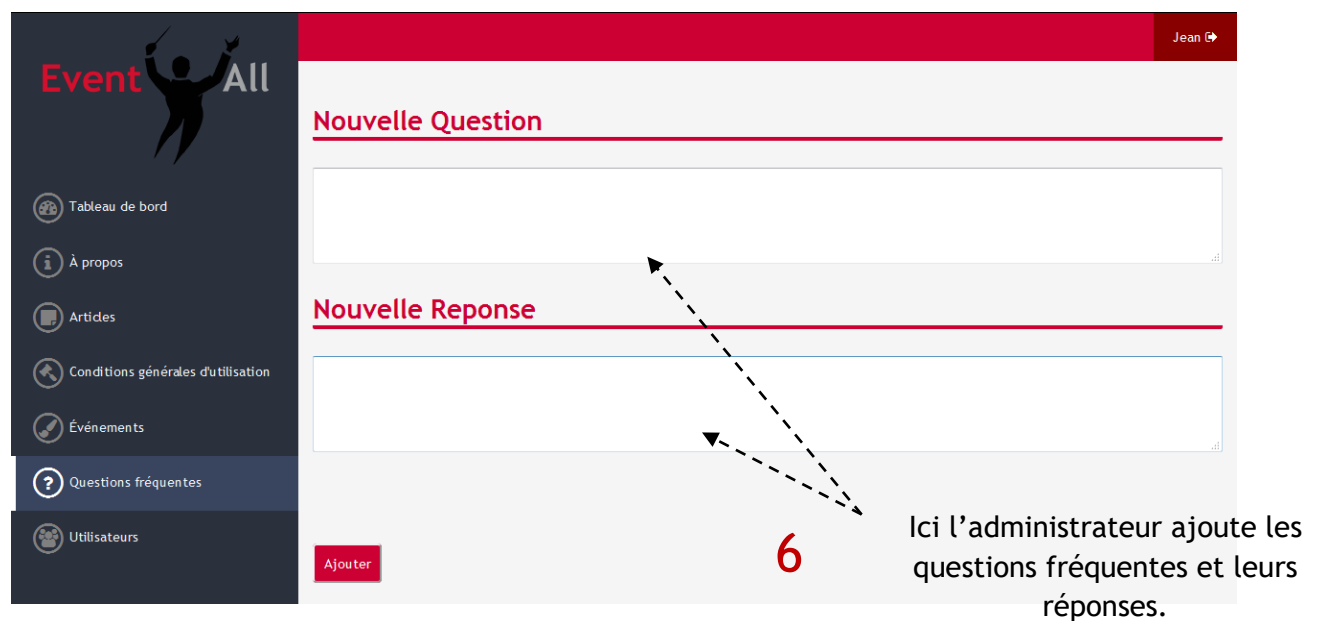 Event All
Jean
Nouvelle Question
Tableau de bord
À propos
Articles
Nouvelle Reponse
Conditions générales d'utilisation
Événements
Questions fréquentes
Utilisateurs
Ajouter
6
Ici l’administrateur ajoute les
questions fréquentes et leurs
réponses.